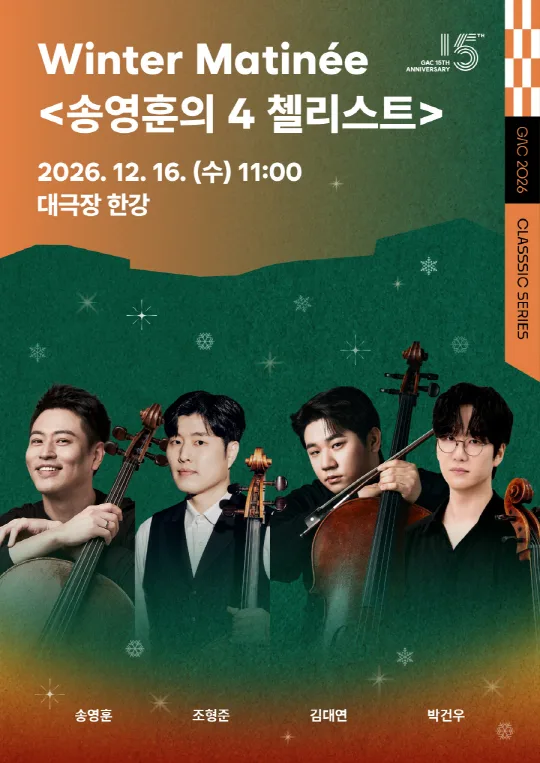 Winter Matinée
15TH
GAC 15TH
ANNIVERSARY
<송영훈의 4 첼리스트>
2026. 12. 16. (수) 11:00
대극장 한강
GAC 2026
CLASSSIC SERIES
송영훈
조형준
김대연
박건우